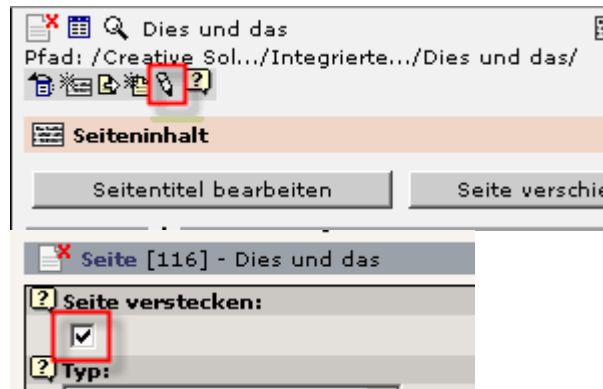 Dies und das
Pfad: /Creative Sol.../Integrierte.../Dies und das/
Seiteninhalt
Seitentitel bearbeiten Seite verschie
Seite [116] - Dies und das
Seite verstecken:
Typ: